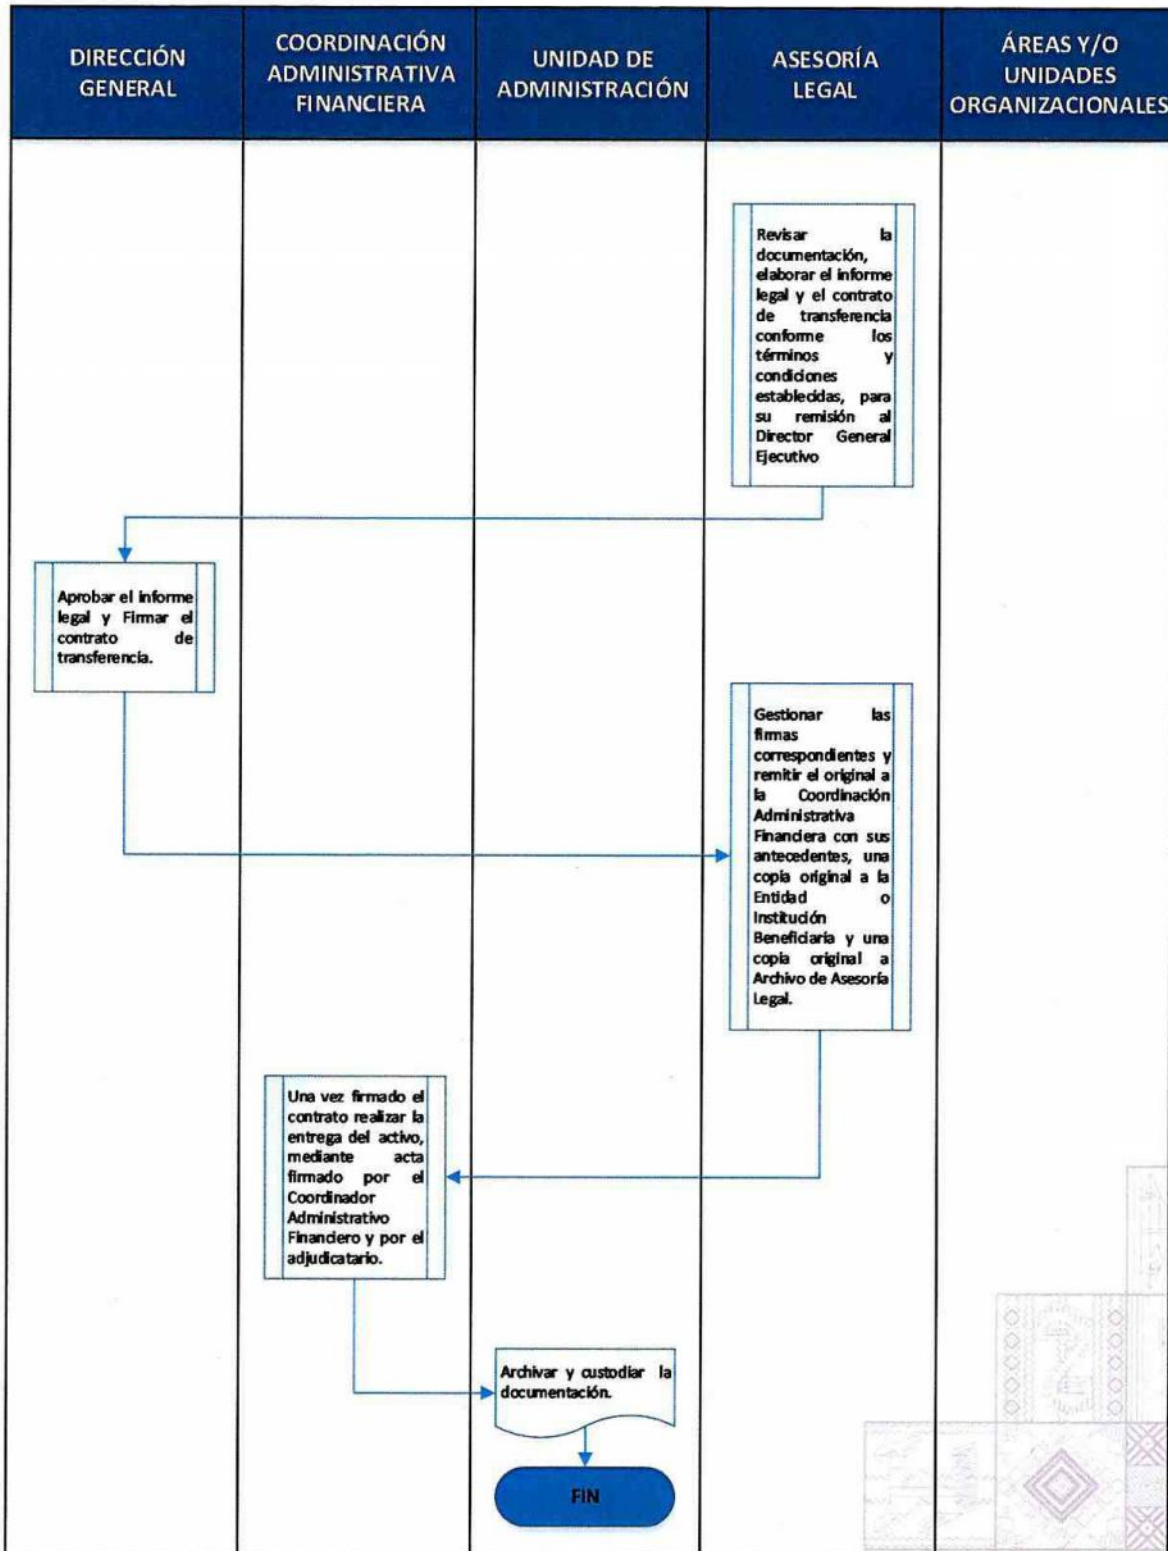 DIRECCIÓN
GENERAL
COORDINACIÓN
ADMINISTRATIVA
FINANCIERA
UNIDAD DE
ADMINISTRACIÓN
ASESORÍA
LEGAL
ÁREAS Y/O
UNIDADES
ORGANIZACIONALES
Revisar la
documentación,
elaborar el informe
legal y el contrato
de transferencia
conforme los
términos y
condiciones
establecidas, para
su remisión al
Director General
Ejecutivo
Aprobar el informe
legal y Firmar el
contrato de
transferencia.
Gestionar las
firmas
correspondientes y
remitir el original a
la Coordinación
Administrativa
Financiera con sus
antecedentes, una
copia original a la
Entidad o
Institución
Beneficiaria y una
copia original a
Archivo de Asesoría
Legal.
Una vez firmado el
contrato realizar la
entrega del activo,
mediante acta
firmado por el
Coordinador
Administrativo
Financiero y por el
adjudicatario.
Archivar y custodiar la
documentación.
FIN